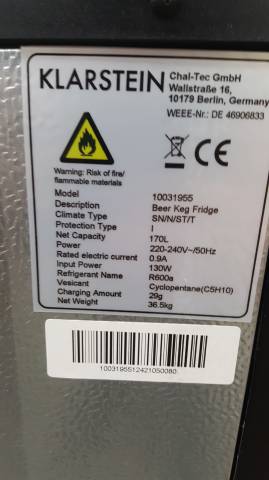 KLARSTEIN
Chal-Tec GmbH
Wallstraße 16,
10179 Berlin, Germany
WEEE-Nr.: DE 46906833
CE
Warning: Risk of fire/
flammable materials
Model 10031955
Description Beer Keg Fridge
Climate Type SN/N/ST/T
Protection Type I
Net Capacity 170L
Power 220-240V~/50Hz
Rated electric current 0.9A
Input Power 130W
Refrigerant Name R600a
Vesicant Cyclopentane(C5H10)
Charging Amount 29g
Net Weight 36.5kg
1003195512421050080